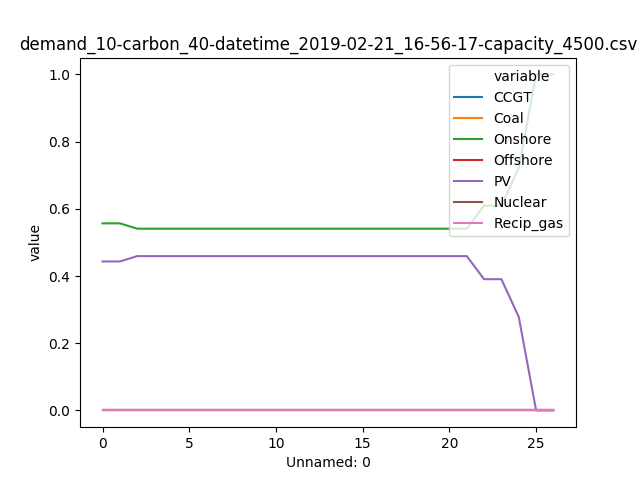 demand_10-carbon_40-datetime_2019-02-21_16-56-17-capacity_4500.csv
1.0
0.8
0.6
0.4
0.2
0.0
value
variable
CCGT
Coal
Onshore
Offshore
PV
Nuclear
Recip_gas
0 5 10 15 20 25
Unnamed: 0